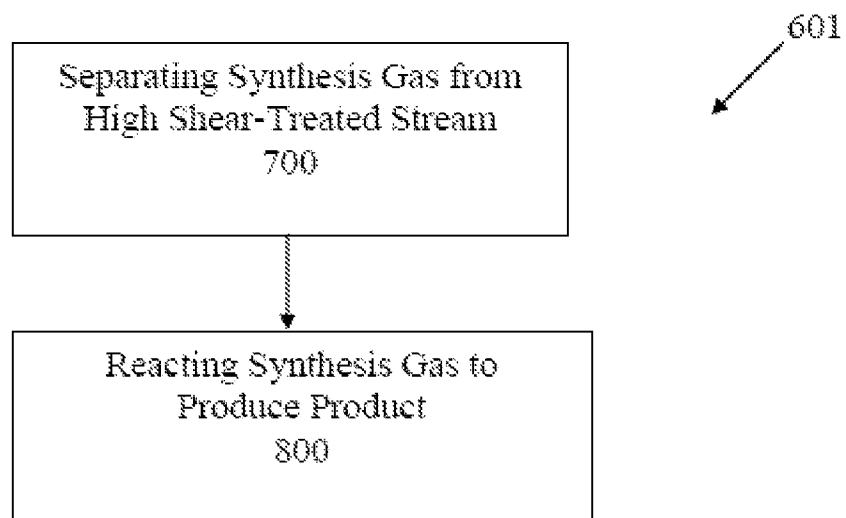 601
Separating Synthesis Gas from
High Shear-Treated Stream
700
Reacting Synthesis Gas to
Produce Product
800